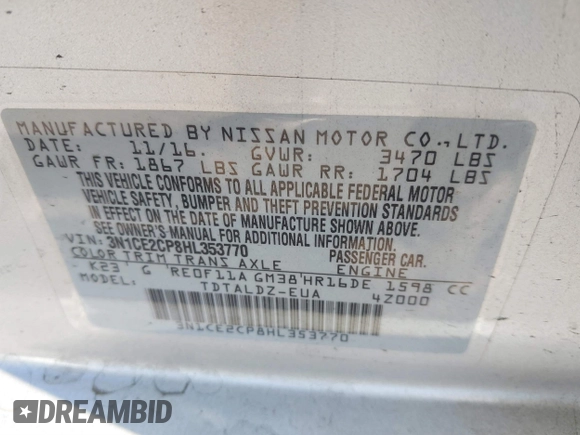 MANUFACTURED BY NISSAN MOTOR CO., LTD.
DATE: 11/16. GVWR: 3470 LBS
GAWR FR: 1867 LBS GAWR RR: 1704 LBS
THIS VEHICLE CONFORMS TO ALL APPLICABLE FEDERAL MOTOR
VEHICLE SAFETY, BUMPER AND THEFT PREVENTION STANDARDS
IN EFFECT ON THE DATE OF MANUFACTURE SHOWN ABOVE.
SEE OWNER'S MANUAL FOR ADDITIONAL INFORMATION.
VIN: 3N1CE2CP8HL353770 PASSENGER CAR.
COLOR TRIM TRANS AXLE ENGINE
K23 G RE0F11A GM38 HR16DE 1598 CC
MODEL: TDTALDZ-EUA 4Z000
3N1CE2CP8HL353770
DREAMBID